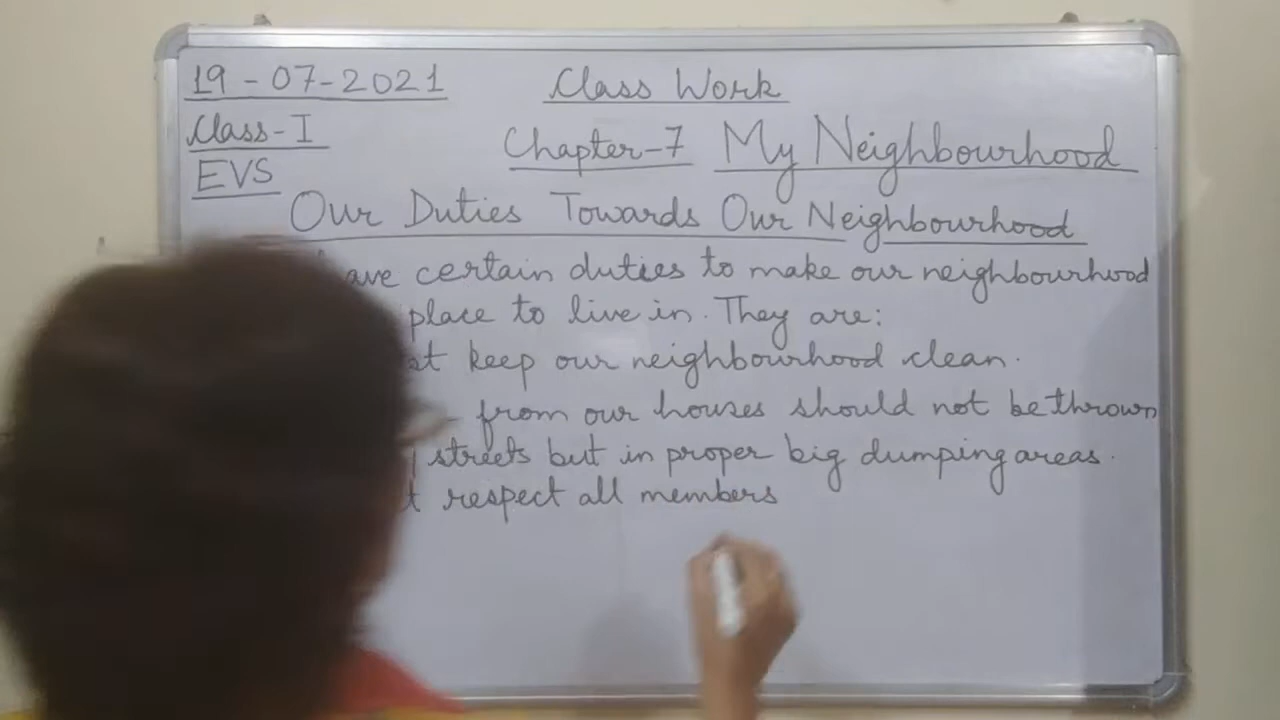 19-07-2021 Class Work
Class-I Chapter-7 My Neighbourhood
EVS
Our Duties Towards Our Neighbourhood
certain duties to make our neighbourhood
place to live in. They are:
keep our neighbourhood clean.
from our houses should not be thrown
streets but in proper big dumping areas.
respect all members